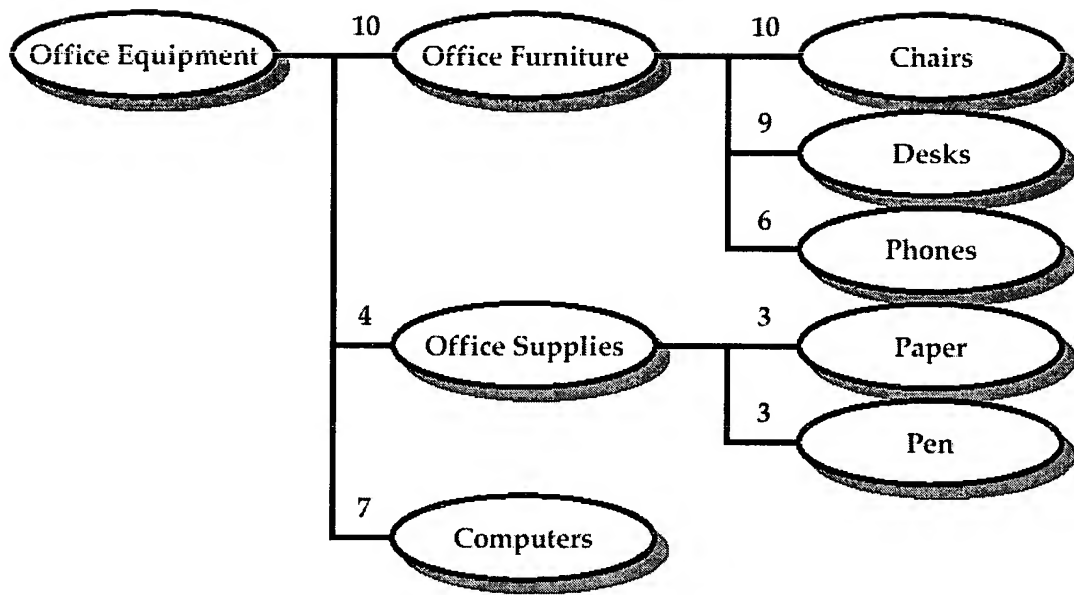 10 10
Office Equipment Office Furniture Chairs
9
Desks
6
Phones
4 3
Office Supplies Paper
3
Pen
7
Computers